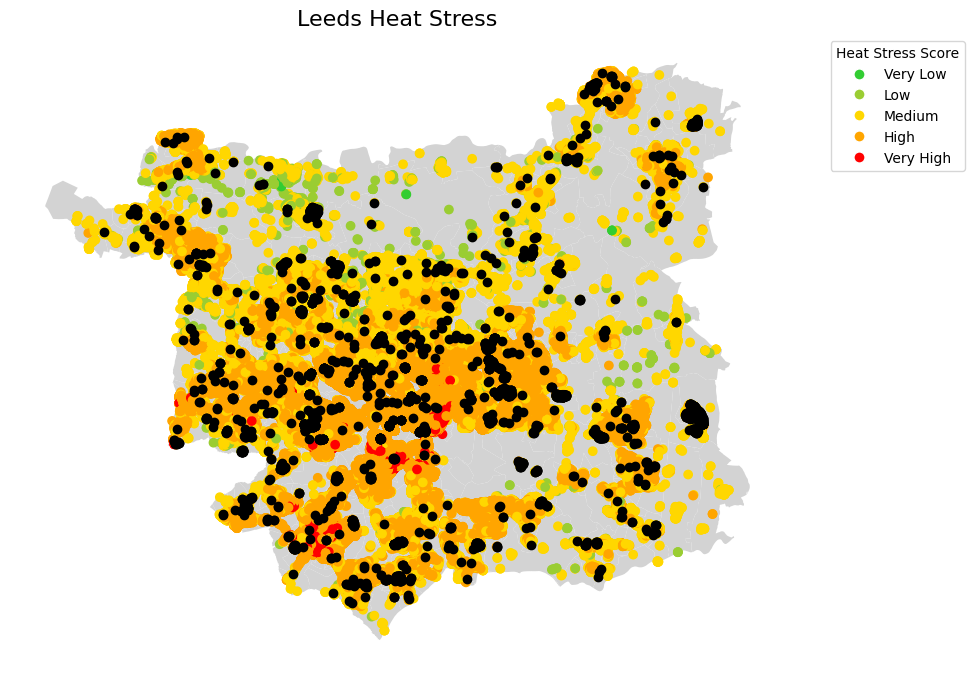 Leeds Heat Stress
Heat Stress Score
Very Low
Low
Medium
High
Very High